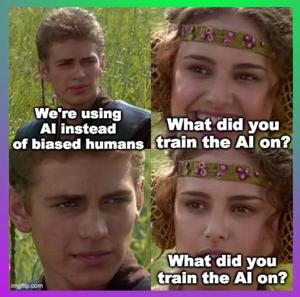 We're using
AI instead
of biased humans
What did you
train the AI on?
What did you
train the AI on?
imgflip.com